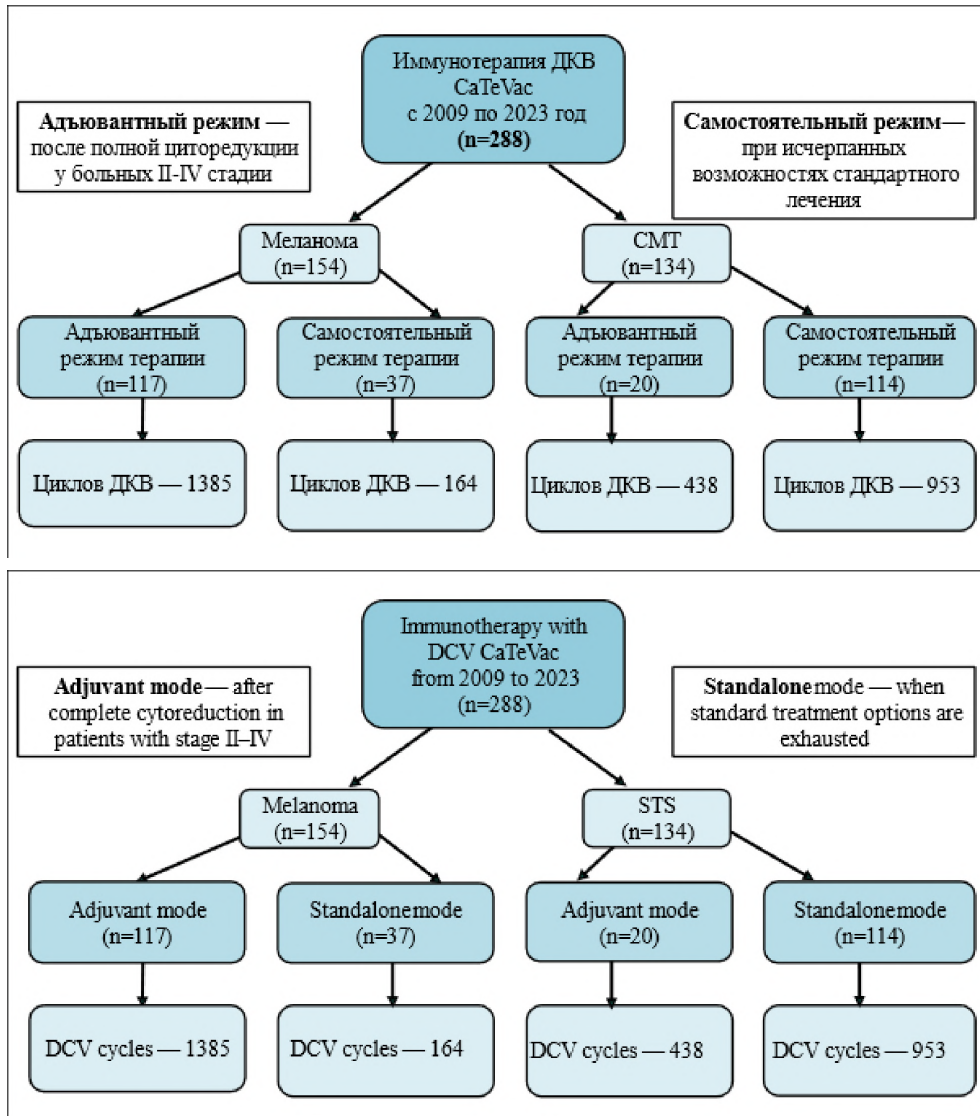 Иммунотерапия ДКВ
CaTeVac
с 2009 по 2023 год
(n=288)
Адъювантный режим —
после полной циторедукции
у больных II-IV стадии
Самостоятельный режим—
при исчерпанных
возможностях стандартного
лечения
Меланома
(n=154)
СМТ
(n=134)
Адъювантный
режим терапии
(n=117)
Самостоятельный
режим терапии
(n=37)
Адъювантный
режим терапии
(n=20)
Самостоятельный
режим терапии
(n=114)
Циклов ДКВ — 1385
Циклов ДКВ — 164
Циклов ДКВ — 438
Циклов ДКВ — 953
Immunotherapy with
DCV CaTeVac
from 2009 to 2023
(n=288)
Adjuvant mode — after
complete cytoreduction in
patients with stage II–IV
Standalone mode — when
standard treatment options are
exhausted
Melanoma
(n=154)
STS
(n=134)
Adjuvant mode
(n=117)
Standalone mode
(n=37)
Adjuvant mode
(n=20)
Standalone mode
(n=114)
DCV cycles — 1385
DCV cycles — 164
DCV cycles — 438
DCV cycles — 953